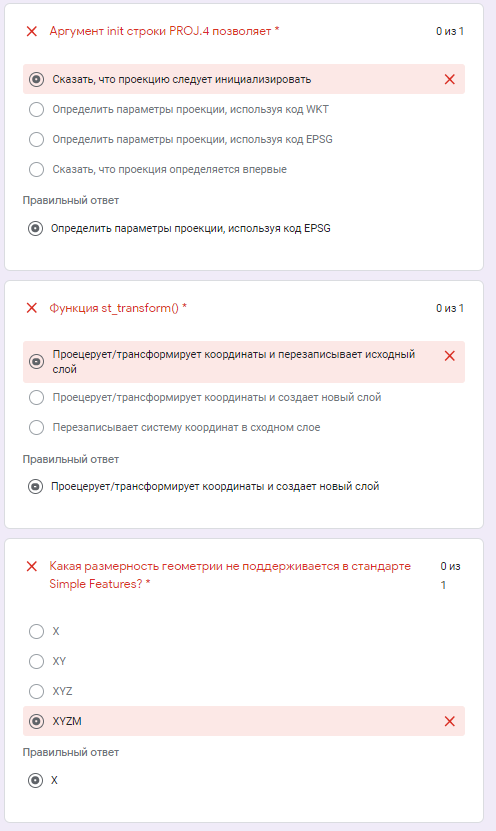 Аргумент init строки PROJ.4 позволяет *
0 из 1
Сказать, что проекцию следует инициализировать
Определить параметры проекции, используя код WKT
Определить параметры проекции, используя код EPSG
Сказать, что проекция определяется впервые
Правильный ответ
Определить параметры проекции, используя код EPSG
Функция st_transform() *
0 из 1
Проецерует/трансформирует координаты и перезаписывает исходный
слой
Проецерует/трансформирует координаты и создает новый слой
Перезаписывает систему координат в сходном слое
Правильный ответ
Проецерует/трансформирует координаты и создает новый слой
Какая размерность геометрии не поддерживается в стандарте
Simple Features? *
0 из
1
X
XY
XYZ
XYZM
Правильный ответ
X